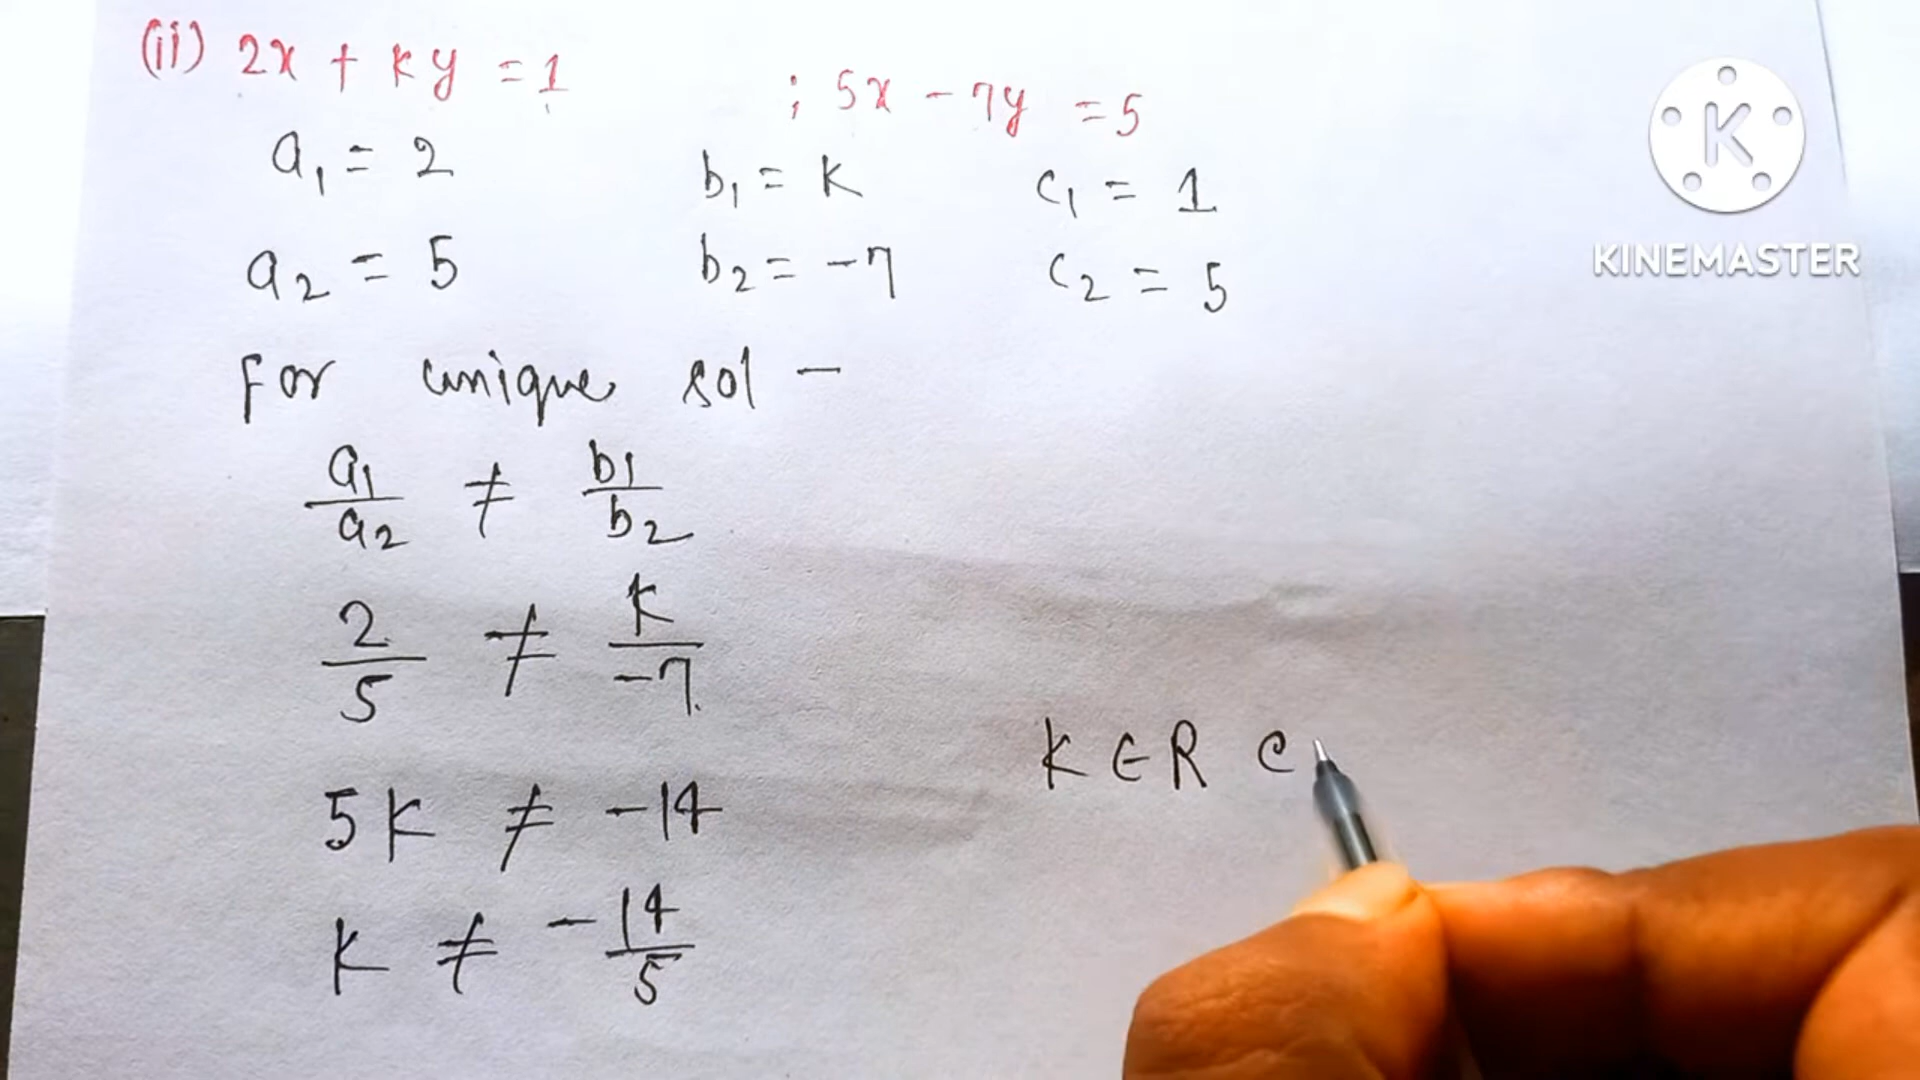 (ii) 2x + ky = 1 ; 5x - 7y = 5
a₁ = 2 b₁ = K c₁ = 1
a₂ = 5 b₂ = -7 c₂ = 5
For unique sol -
a₁/a₂ ≠ b₁/b₂
2/5 ≠ K/-7
5K ≠ -14
K ≠ -14/5
K ∈ R e
K
KINEMASTER